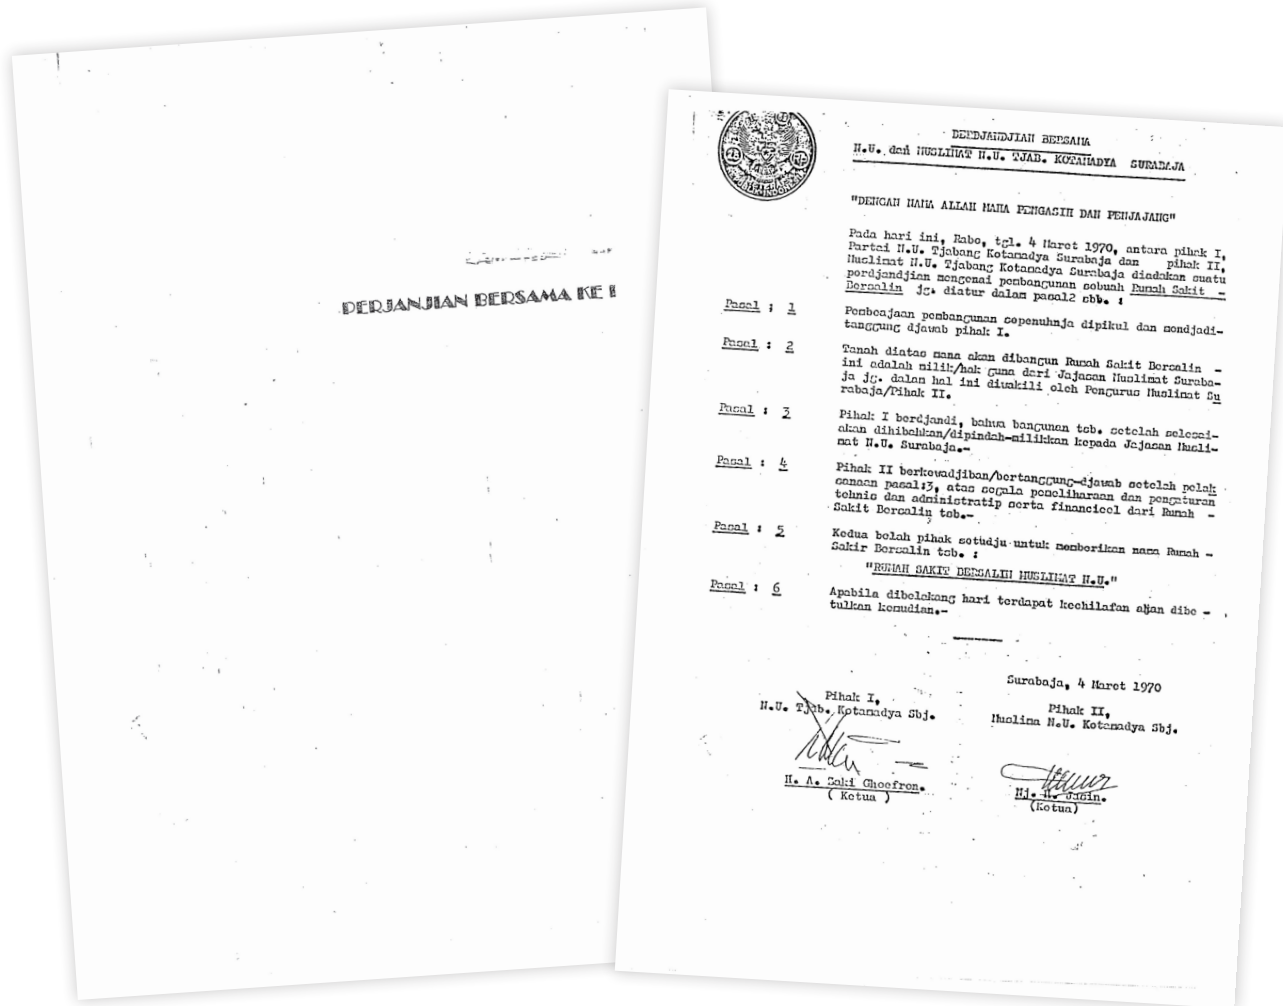 PERJANJIAN BERSAMA KE I
PERDJANDJIAN BERSAMA
N.U. dan MUSLIMAT N.U. TJAB. KOTAMADYA SURABAJA
"DENGAN NAMA ALLAH MAHA PENGASIH DAN PENJAJANG"
Pada hari ini, Rabo, tgl. 4 Maret 1970, antara pihak I,
Partai N.U. Tjabang Kotamadya Surabaja dan pihak II,
Muslimat N.U. Tjabang Kotamadya Surabaja diadakan suatu
perdjandjian mengenai pembangunan sebuah Rumah Sakit -
Bersalin jg. diatur dalam pasal2 sbb. :
Pasal ; 1
Pembeajaan pembangunan sepenuhnja dipikul dan mendjadi-
tanggung djawab pihak I.
Pasal : 2
Tanah diatas mana akan dibangun Rumah Sakit Bersalin -
ini adalah milik/hak guna dari Jajasan Muslimat Suraba-
ja jg. dalam hal ini diwakili oleh Pengurus Muslimat Su
rabaja/Pihak II.
Pasal : 3
Pihak I berdjandi, bahwa bangunan tsb. setelah selesai-
akan dihibahkan/dipindah-milikkan kepada Jajasan Musli-
mat N.U. Surabaja.-
Pasal : 4
Pihak II berkewadjiban/bertanggung-djawab setelah pelak
sanaan pasal:3, atas segala pemeliharaan dan pengaturan
tehnis dan administratip serta financieel dari Rumah -
Sakit Bersalin tsb.-
Pasal : 5
Kedua belah pihak setudju untuk memberikan nama Rumah -
Sakir Bersalin tsb. :
"RUMAH SAKIT BERSALIN MUSLIMAT N.U."
Pasal : 6
Apabila dibelakang hari terdapat kechilafan akan dibe -
tulkan kemudian.-
Surabaja, 4 Maret 1970
Pihak I,
N.U. Tjab. Kotamadya Sbj.
Pihak II,
Muslima N.U. Kotamadya Sbj.
H. A. Saki Ghoefron.
( Ketua )
Nj. H. Jasin.
(Ketua)